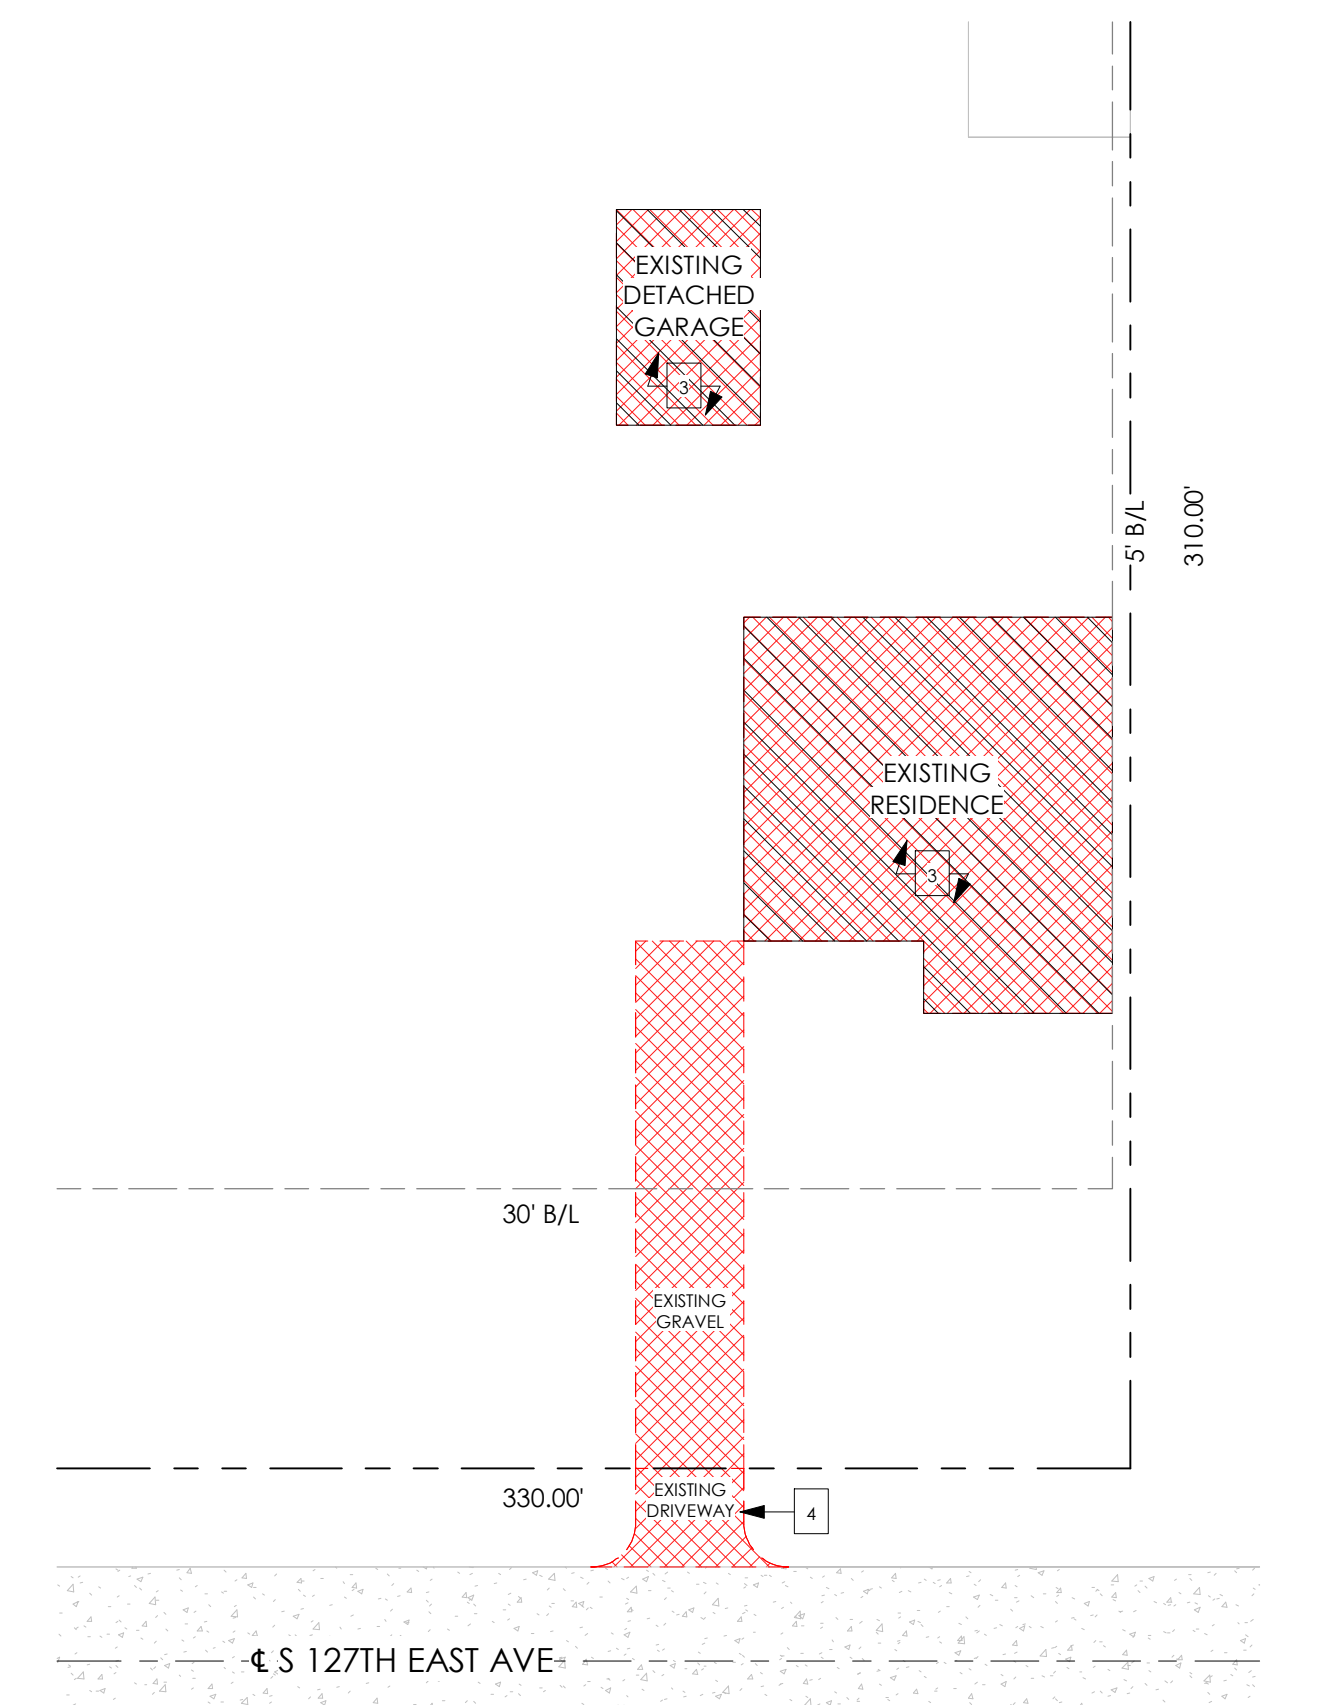 EXISTING
DETACHED
GARAGE
3
5' B/L
310.00'
EXISTING
RESIDENCE
3
30' B/L
EXISTING
GRAVEL
330.00'
EXISTING
DRIVEWAY
4
℄ S 127TH EAST AVE